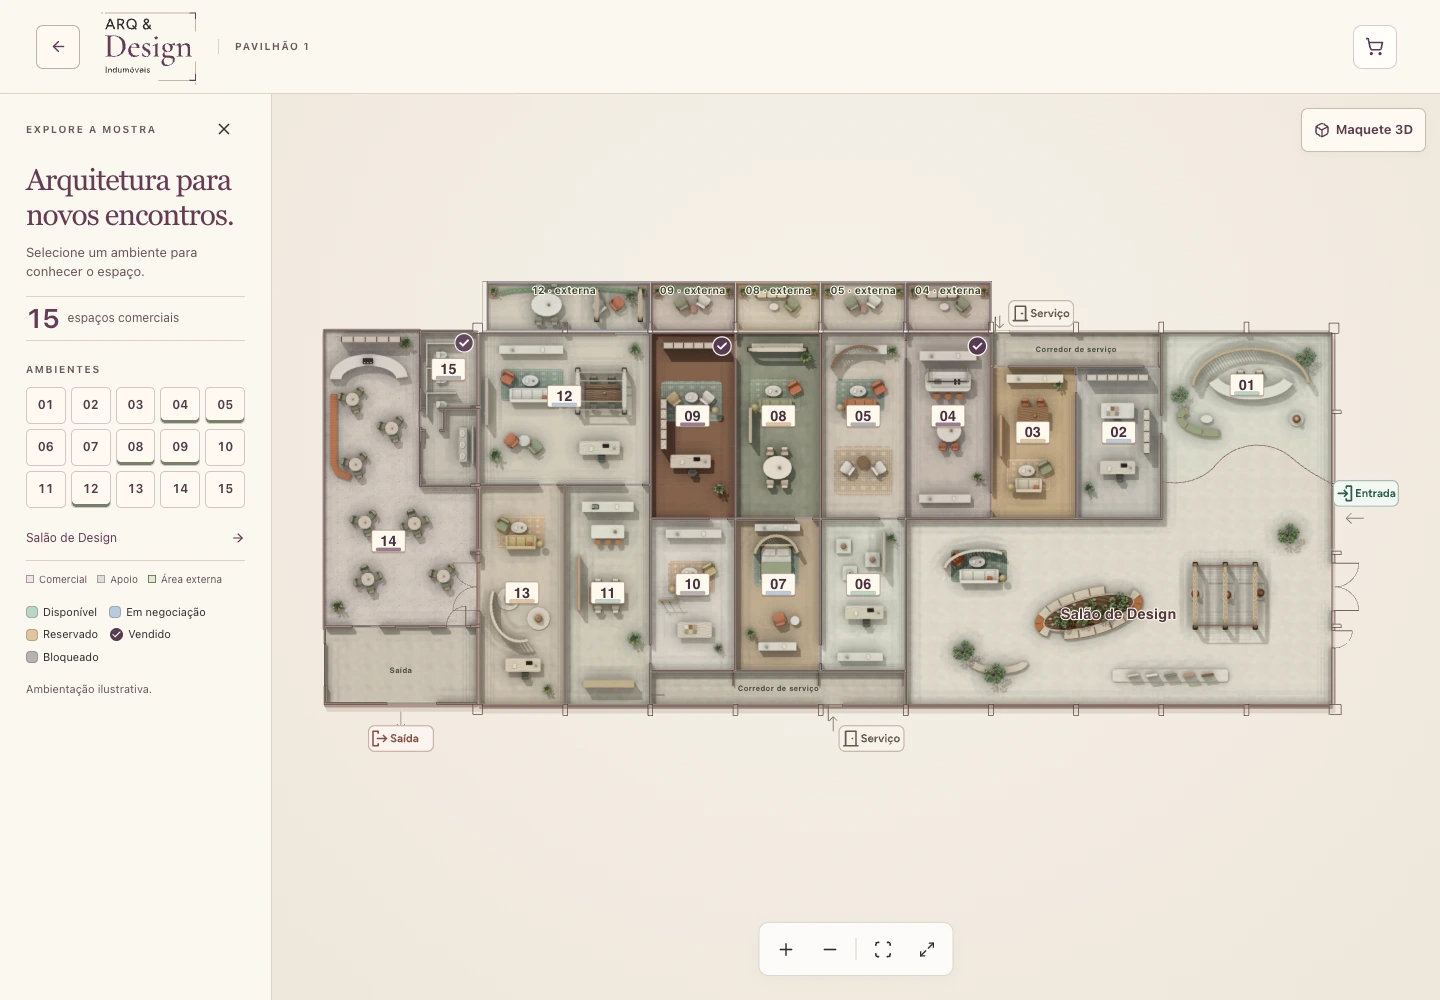 ARQ &
Design
Indumóveis
PAVILHÃO 1
EXPLORE A MOSTRA
Arquitetura para
novos encontros.
Selecione um ambiente para
conhecer o espaço.
15 espaços comerciais
AMBIENTES
01 02 03 04 05
06 07 08 09 10
11 12 13 14 15
Salão de Design
Comercial Apoio Área externa
Disponível Em negociação
Reservado Vendido
Bloqueado
Ambientação ilustrativa.
Maquete 3D
12 · externa 09 · externa 08 · externa 05 · externa 04 · externa
Serviço
Corredor de serviço
15
12
09
08
05
04
03
02
01
Entrada
14
13
11
10
07
06
Salão de Design
Saída
Corredor de serviço
Saída
Serviço